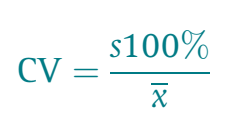 CV = s100% / x̅